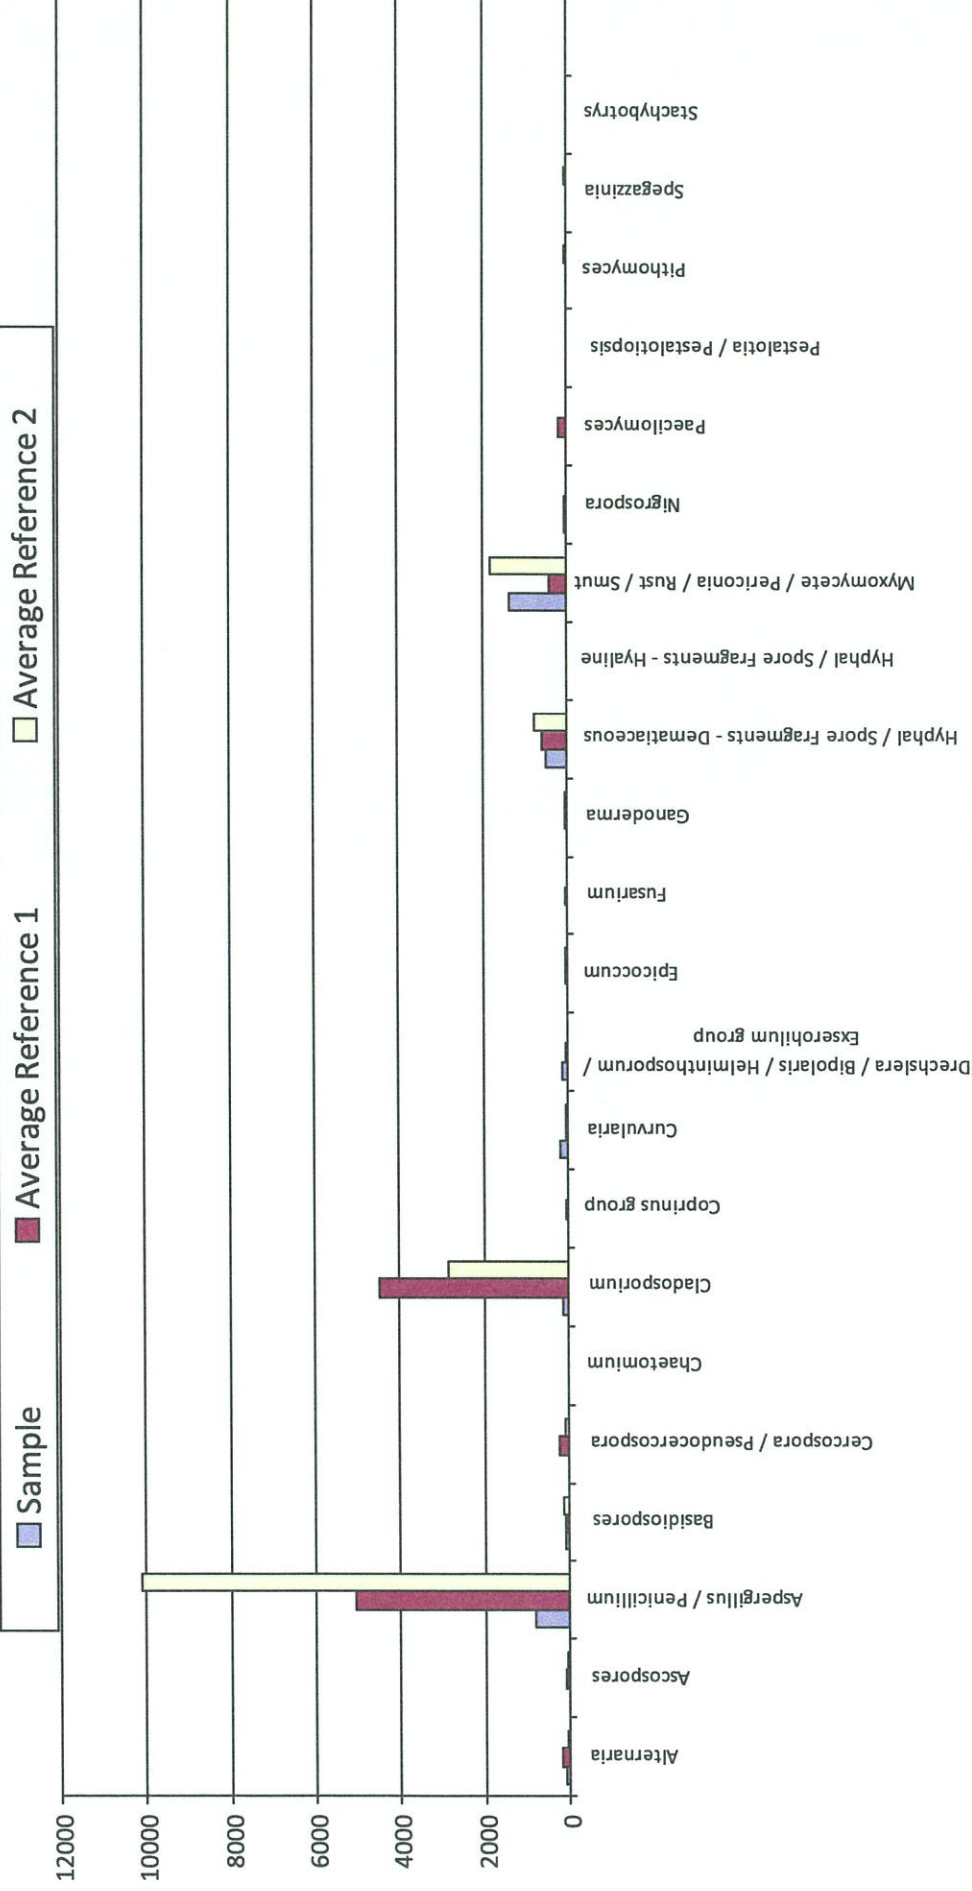 Sample
Average Reference 1
Average Reference 2
12000
10000
8000
6000
4000
2000
0
Alternaria
Ascospores
Aspergillus / Penicillium
Basidiospores
Cercospora / Pseudocercospora
Chaetomium
Cladosporium
Coprinus group
Curvularia
Drechslera / Bipolaris / Helminthosporum /
Exserohilum group
Epicoccum
Fusarium
Ganoderma
Hyphal / Spore Fragments - Dematiaceous
Hyphal / Spore Fragments - Hyaline
Myxomycete / Periconia / Rust / Smut
Nigrospora
Paecilomyces
Pestalotia / Pestalotiopsis
Pithomyces
Spegazzinia
Stachybotrys